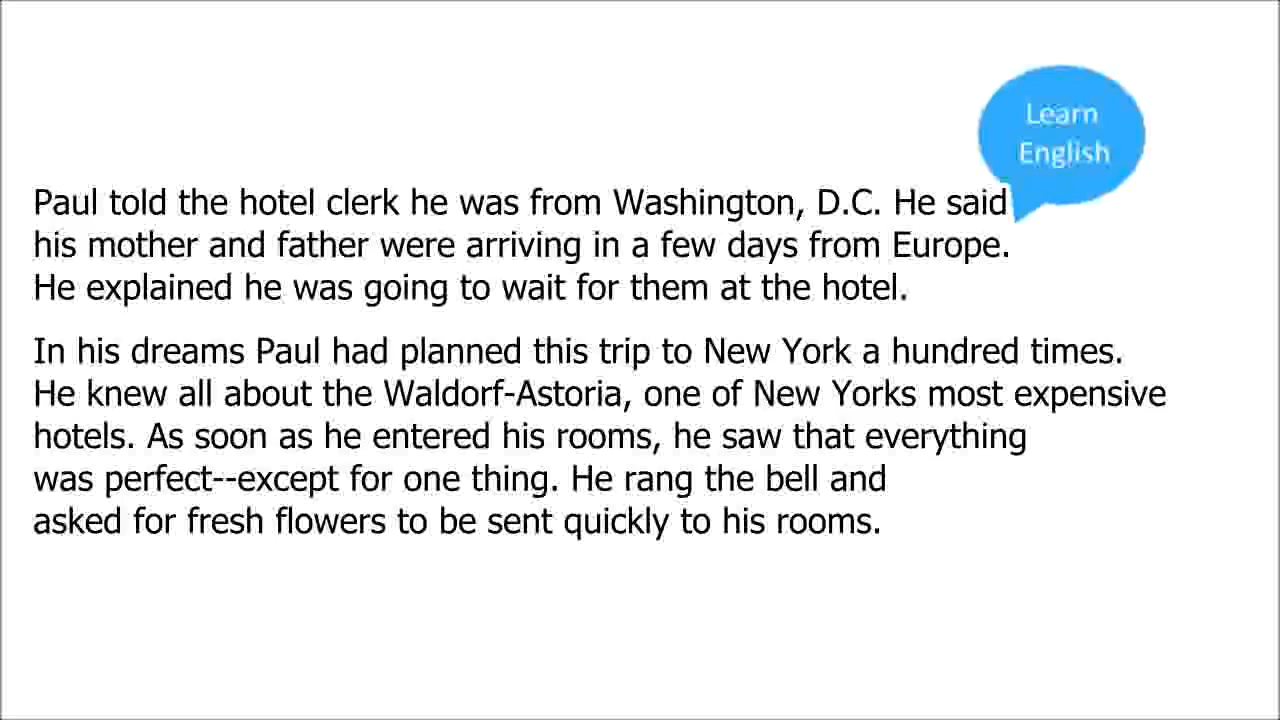 Learn
English
Paul told the hotel clerk he was from Washington, D.C. He said
his mother and father were arriving in a few days from Europe.
He explained he was going to wait for them at the hotel.
In his dreams Paul had planned this trip to New York a hundred times.
He knew all about the Waldorf-Astoria, one of New Yorks most expensive
hotels. As soon as he entered his rooms, he saw that everything
was perfect--except for one thing. He rang the bell and
asked for fresh flowers to be sent quickly to his rooms.